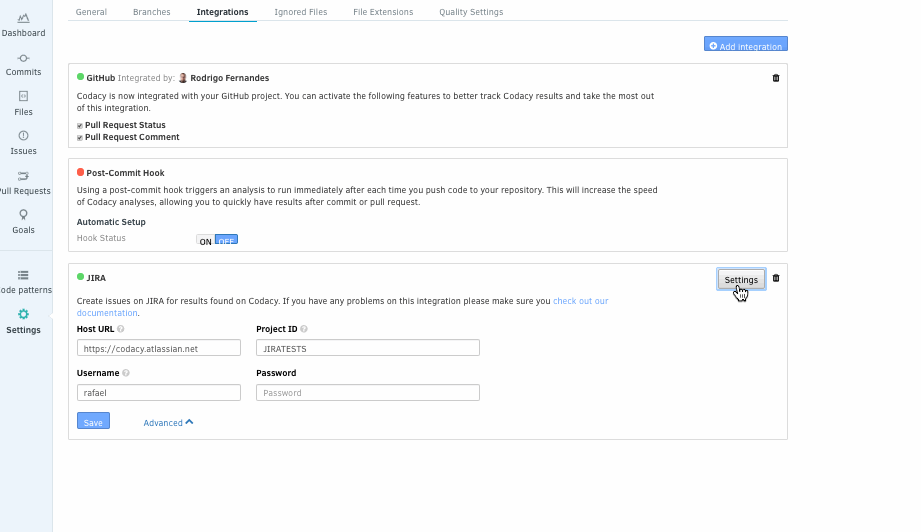 General Branches Integrations Ignored Files File Extensions Quality Settings
Dashboard
Commits
Files
Issues
Pull Requests
Goals
ode patterns
Settings
Add integration
GitHub Integrated by: Rodrigo Fernandes
Codacy is now integrated with your GitHub project. You can activate the following features to better track Codacy results and take the most out
of this integration.
Pull Request Status
Pull Request Comment
Post-Commit Hook
Using a post-commit hook triggers an analysis to run immediately after each time you push code to your repository. This will increase the speed
of Codacy analyses, allowing you to quickly have results after commit or pull request.
Automatic Setup
Hook Status ON OFF
JIRA Settings
Create issues on JIRA for results found on Codacy. If you have any problems on this integration please make sure you check out our
documentation.
Host URL ? Project ID ?
https://codacy.atlassian.net JIRATESTS
Username ? Password
rafael Password
Save Advanced